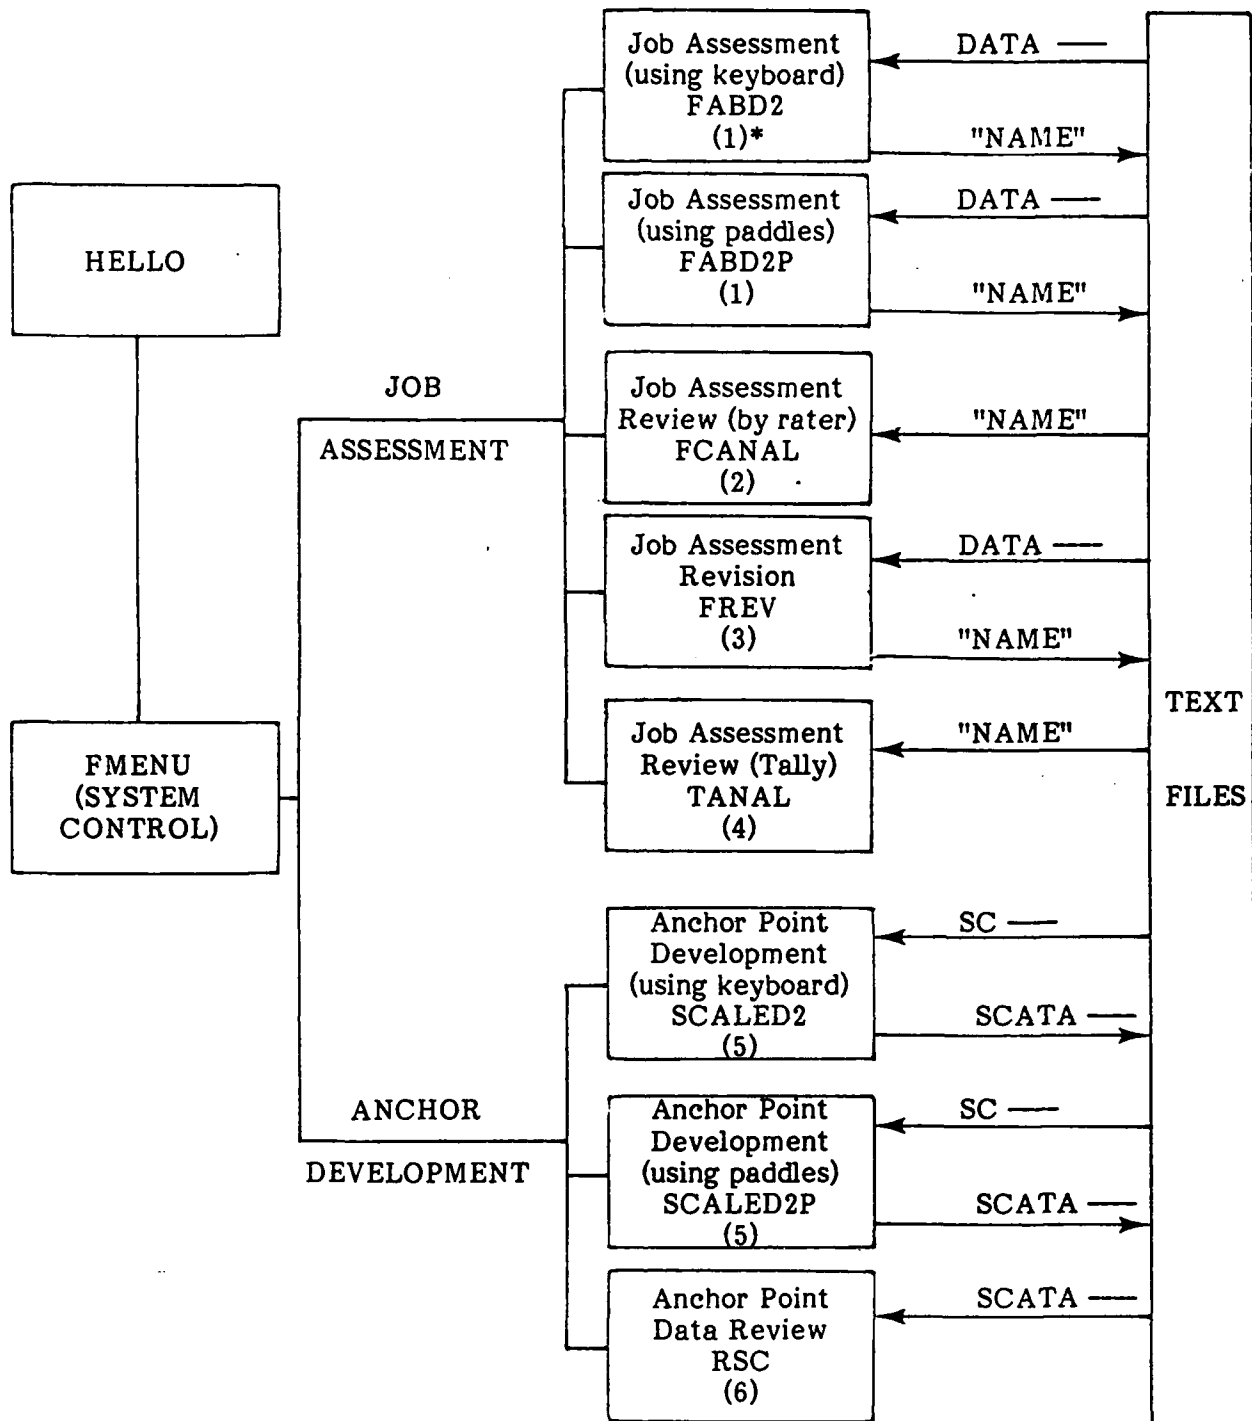 HELLO
FMENU
(SYSTEM
CONTROL)
JOB
ASSESSMENT
ANCHOR
DEVELOPMENT
Job Assessment
(using keyboard)
FABD2
(1)*
DATA —
"NAME"
Job Assessment
(using paddles)
FABD2P
(1)
DATA —
"NAME"
Job Assessment
Review (by rater)
FCANAL
(2)
"NAME"
Job Assessment
Revision
FREV
(3)
DATA —
"NAME"
Job Assessment
Review (Tally)
TANAL
(4)
"NAME"
Anchor Point
Development
(using keyboard)
SCALED2
(5)
SC —
SCATA —
Anchor Point
Development
(using paddles)
SCALED2P
(5)
SC —
SCATA —
Anchor Point
Data Review
RSC
(6)
SCATA —
TEXT
FILES